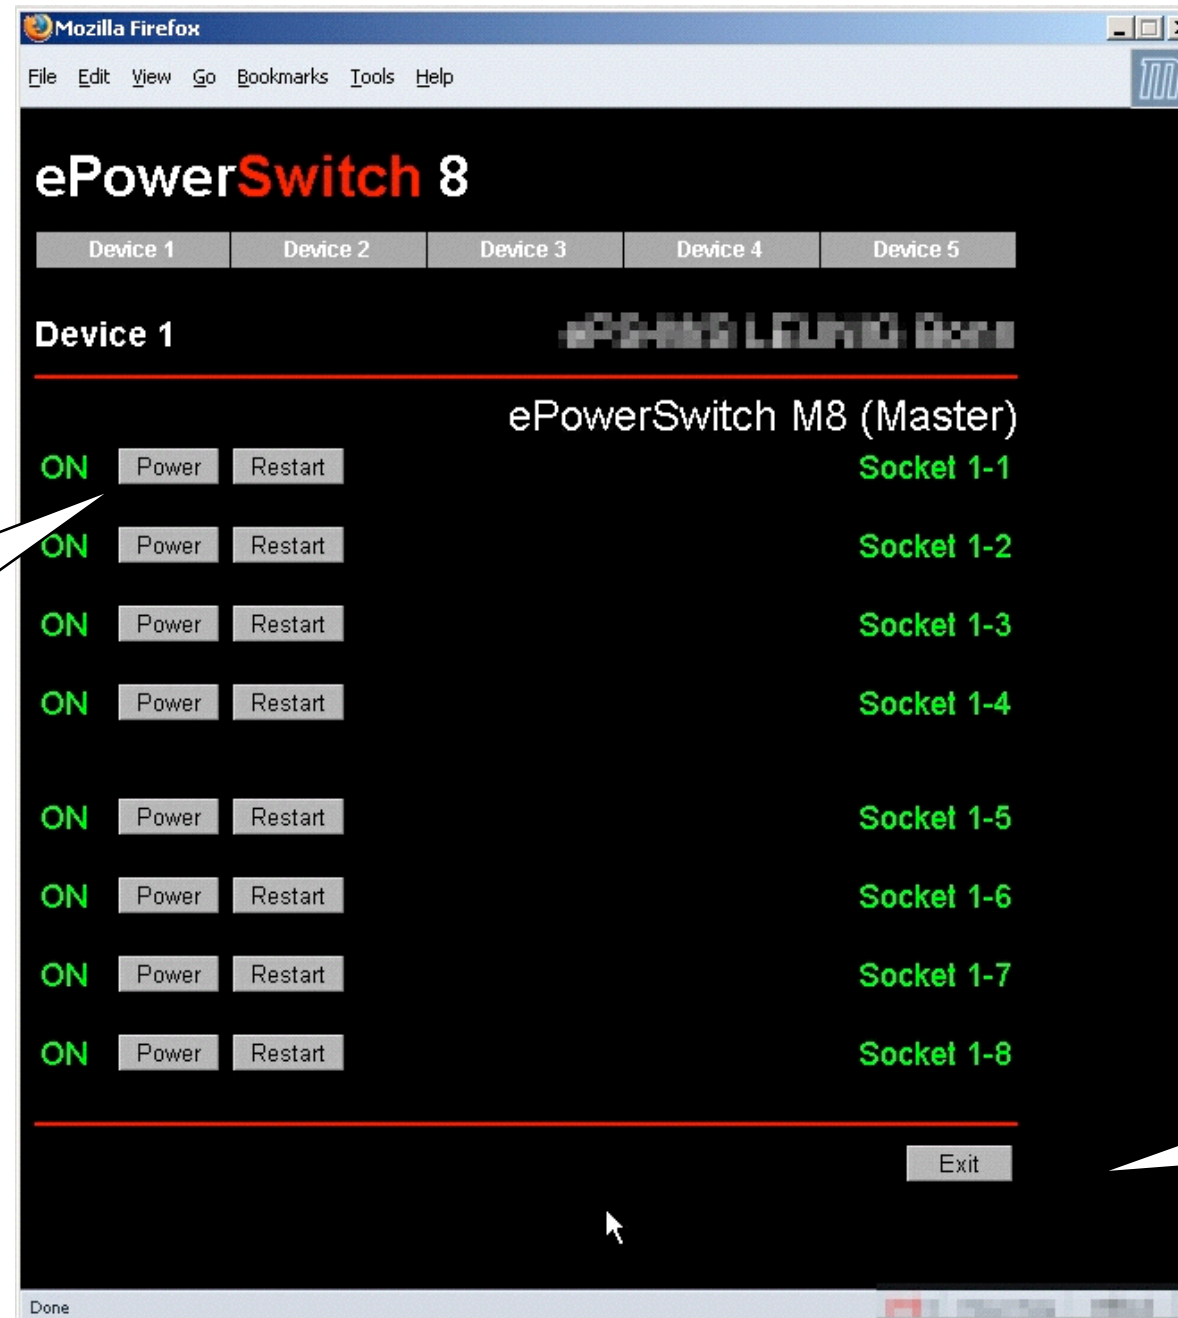 Mozilla Firefox
File Edit View Go Bookmarks Tools Help
ePowerSwitch 8
Device 1 Device 2 Device 3 Device 4 Device 5
Device 1
ePowerSwitch M8 (Master)
ON Power Restart Socket 1-1
ON Power Restart Socket 1-2
ON Power Restart Socket 1-3
ON Power Restart Socket 1-4
ON Power Restart Socket 1-5
ON Power Restart Socket 1-6
ON Power Restart Socket 1-7
ON Power Restart Socket 1-8
Exit
Done